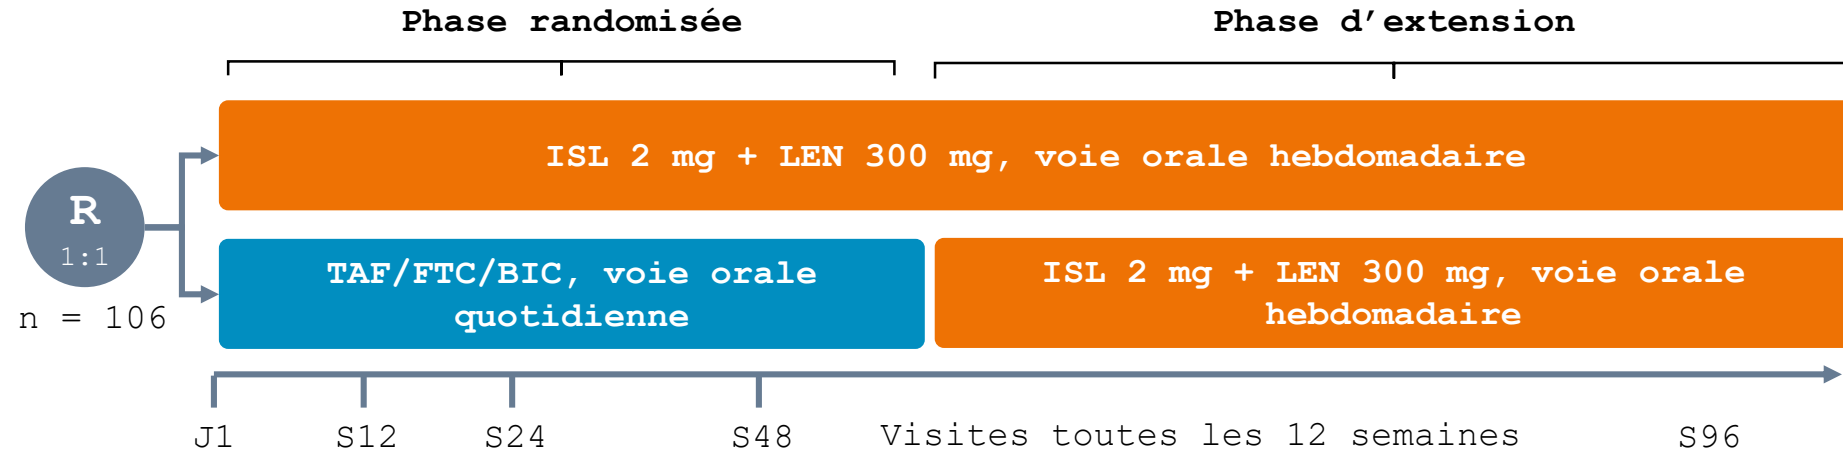 Phase randomisée
Phase d’extension
ISL 2 mg + LEN 300 mg, voie orale hebdomadaire
R
1:1
n = 106
TAF/FTC/BIC, voie orale
quotidienne
ISL 2 mg + LEN 300 mg, voie orale
hebdomadaire
J1
S12
S24
S48
Visites toutes les 12 semaines
S96